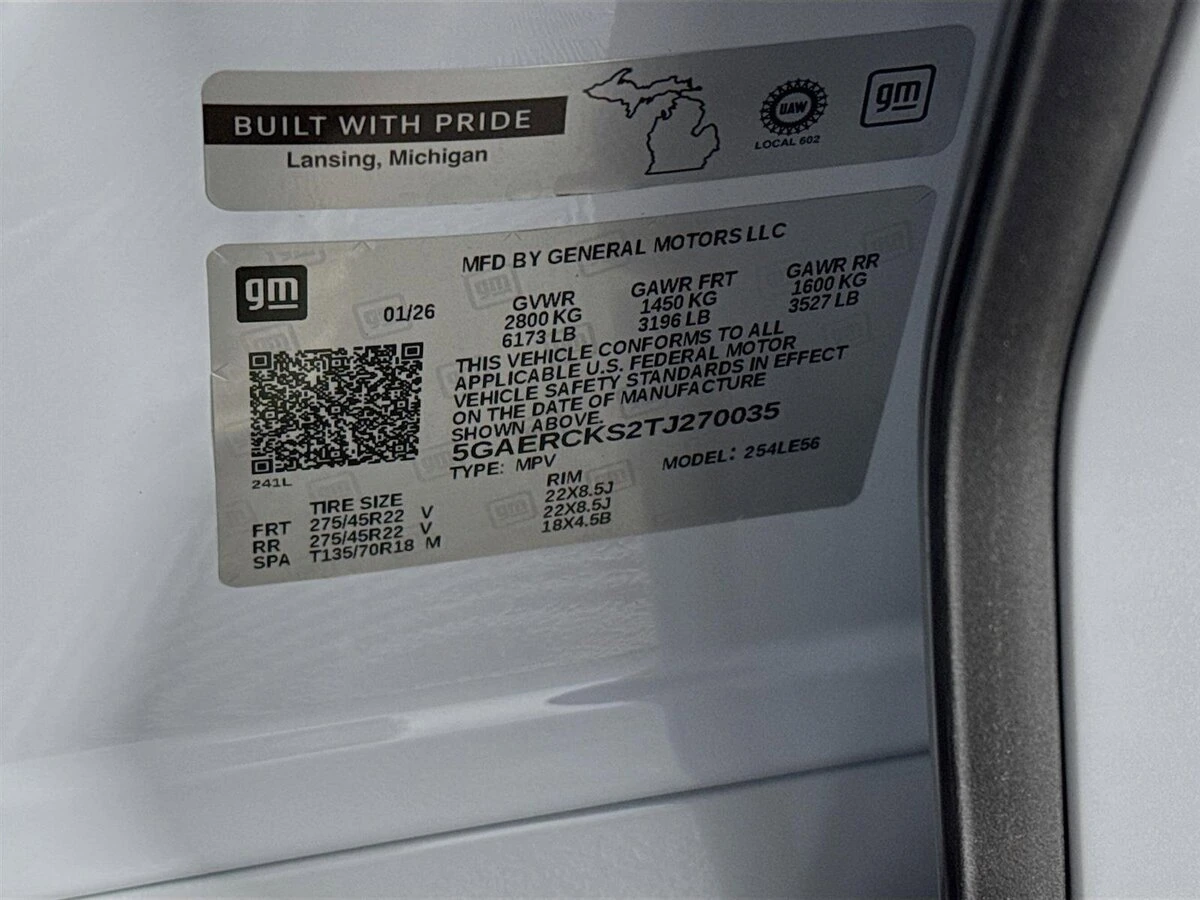 BUILT WITH PRIDE
Lansing, Michigan
UAW
LOCAL 602
gm
MFD BY GENERAL MOTORS LLC
gm
01/26
GVWR
2800 KG
6173 LB
GAWR FRT
1450 KG
3196 LB
GAWR RR
1600 KG
3527 LB
THIS VEHICLE CONFORMS TO ALL
APPLICABLE U.S. FEDERAL MOTOR
VEHICLE SAFETY STANDARDS IN EFFECT
ON THE DATE OF MANUFACTURE
SHOWN ABOVE.
5GAERCKS2TJ270035
TYPE: MPV MODEL: 254LE56
241L
TIRE SIZE RIM
FRT 275/45R22 V 22X8.5J
RR 275/45R22 V 22X8.5J
SPA T135/70R18 M 18X4.5B